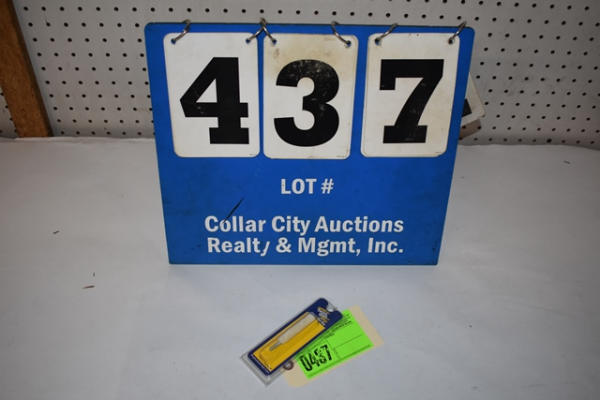 437
LOT #
Collar City Auctions
Realty & Mgmt, Inc.
0437